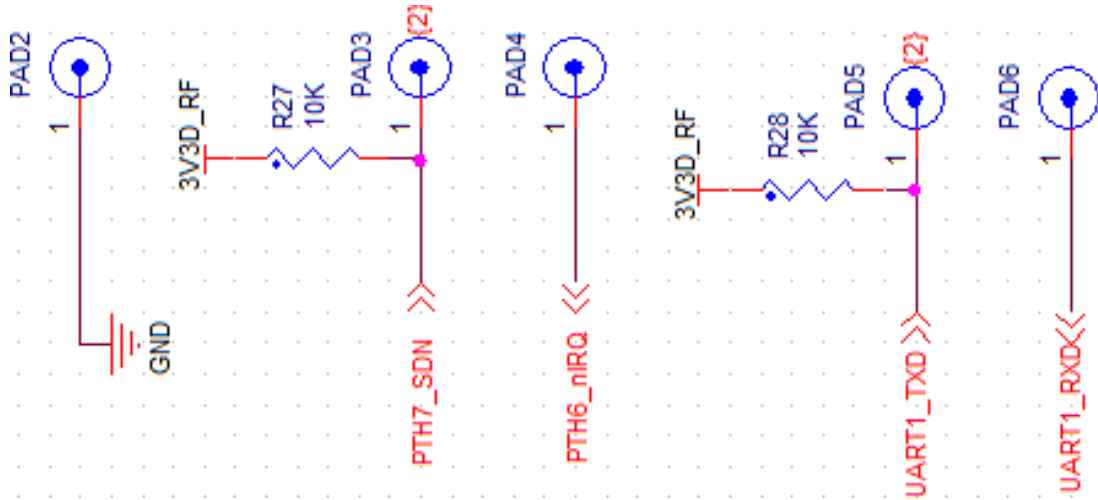 PAD2
1
GND
3V3D_RF
R27
10K
PAD3
{2}
1
PTH7_SDN
PAD4
1
PTH6_nIRQ
3V3D_RF
R28
10K
PAD5
{2}
1
UART1_TXD
PAD6
1
UART1_RXD